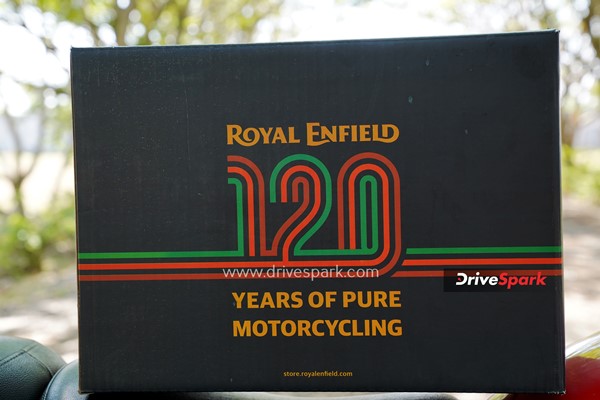 ROYAL ENFIELD
120
www.drivespark.com
DriveSpark
YEARS OF PURE
MOTORCYCLING
store.royalenfield.com